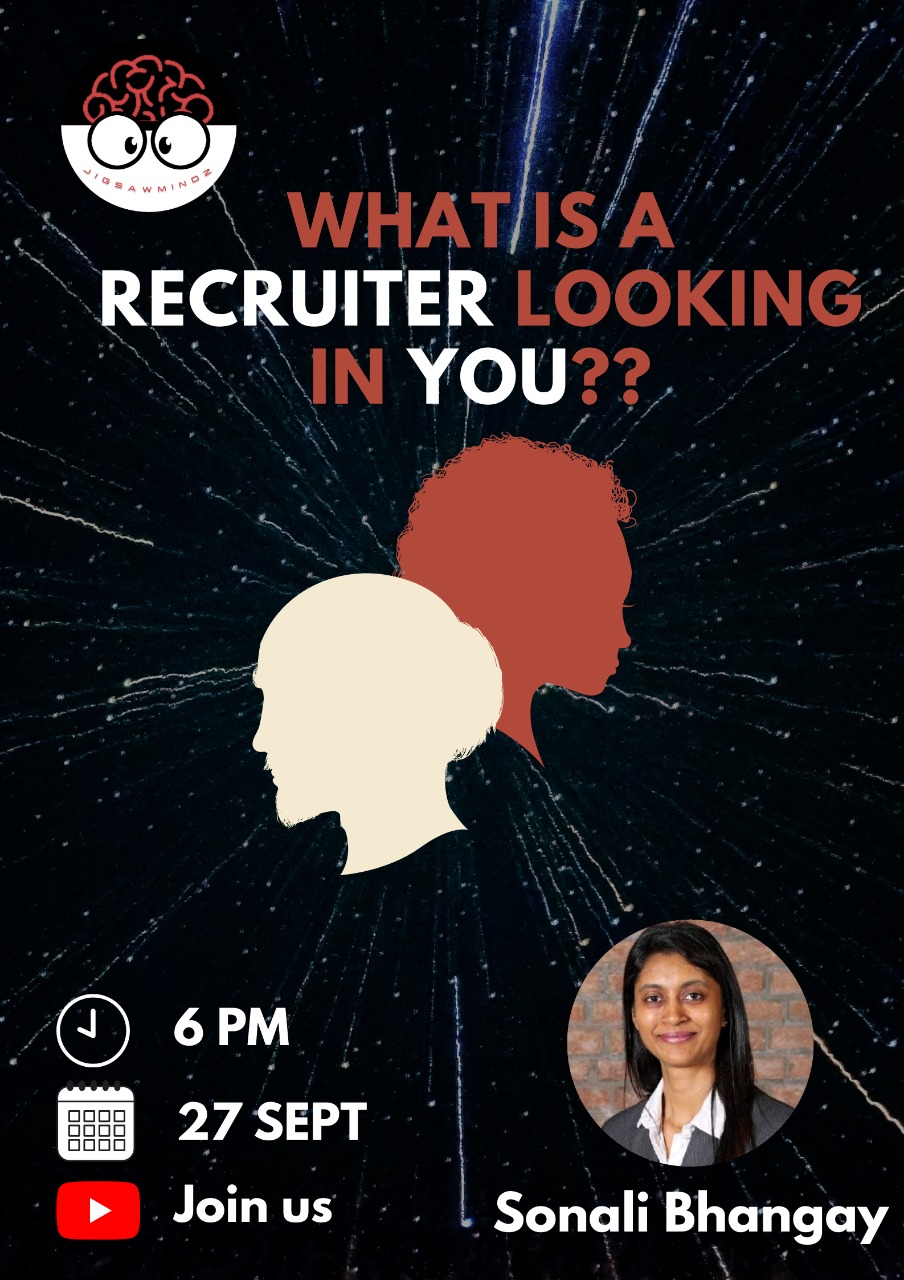 JIGSAWMINDZ
WHAT IS A
RECRUITER LOOKING
IN YOU??
6 PM
27 SEPT
Join us
Sonali Bhangay